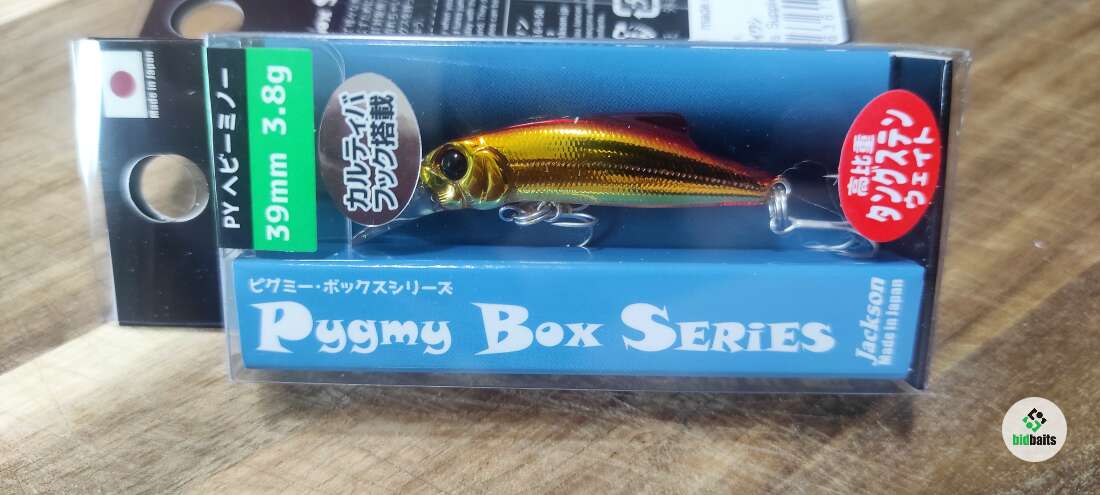 Made in Japan
PY ヘビーミノー
39mm 3.8g
カルティバ
フック搭載
高比重
タングステン
ウェイト
ピグミー・ボックスシリーズ
Pygmy Box SERiES
Jackson
Made in Japan
bidbaits